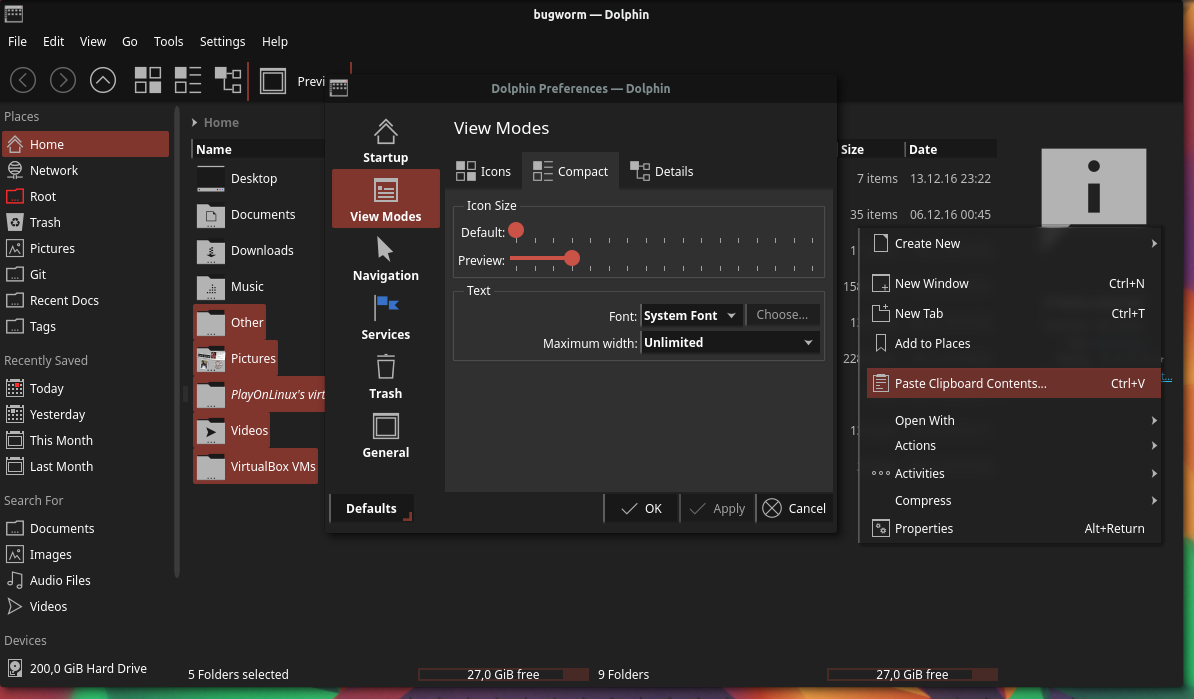 bugworm — Dolphin
File Edit View Go Tools Settings Help
Previ
Places
Home
Network
Root
Trash
Pictures
Git
Recent Docs
Tags
Recently Saved
Today
Yesterday
This Month
Last Month
Search For
Documents
Images
Audio Files
Videos
Devices
200,0 GiB Hard Drive
Home
Name
Desktop
Documents
Downloads
Music
Other
Pictures
PlayOnLinux's virt
Videos
VirtualBox VMs
5 Folders selected
27,0 GiB free
Dolphin Preferences — Dolphin
Startup
View Modes
Navigation
Services
Trash
General
View Modes
Icons Compact Details
Icon Size
Default:
Preview:
Text
Font: System Font Choose...
Maximum width: Unlimited
Defaults OK Apply Cancel
Size Date
7 items 13.12.16 23:22
35 items 06.12.16 00:45
Create New
New Window Ctrl+N
New Tab Ctrl+T
Add to Places
Paste Clipboard Contents... Ctrl+V
Open With
Actions
Activities
Compress
Properties Alt+Return
9 Folders
27,0 GiB free